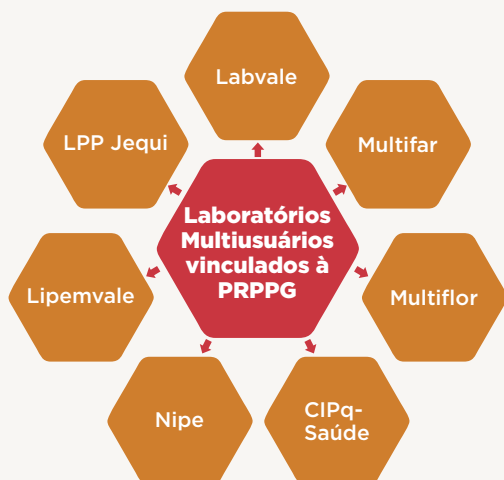 Labvale
LPP Jequi
Multifar
Laboratórios
Multiusuários
vinculados à
PRPPG
Lipemvale
Multiflor
Nipe
CIPq-
Saúde